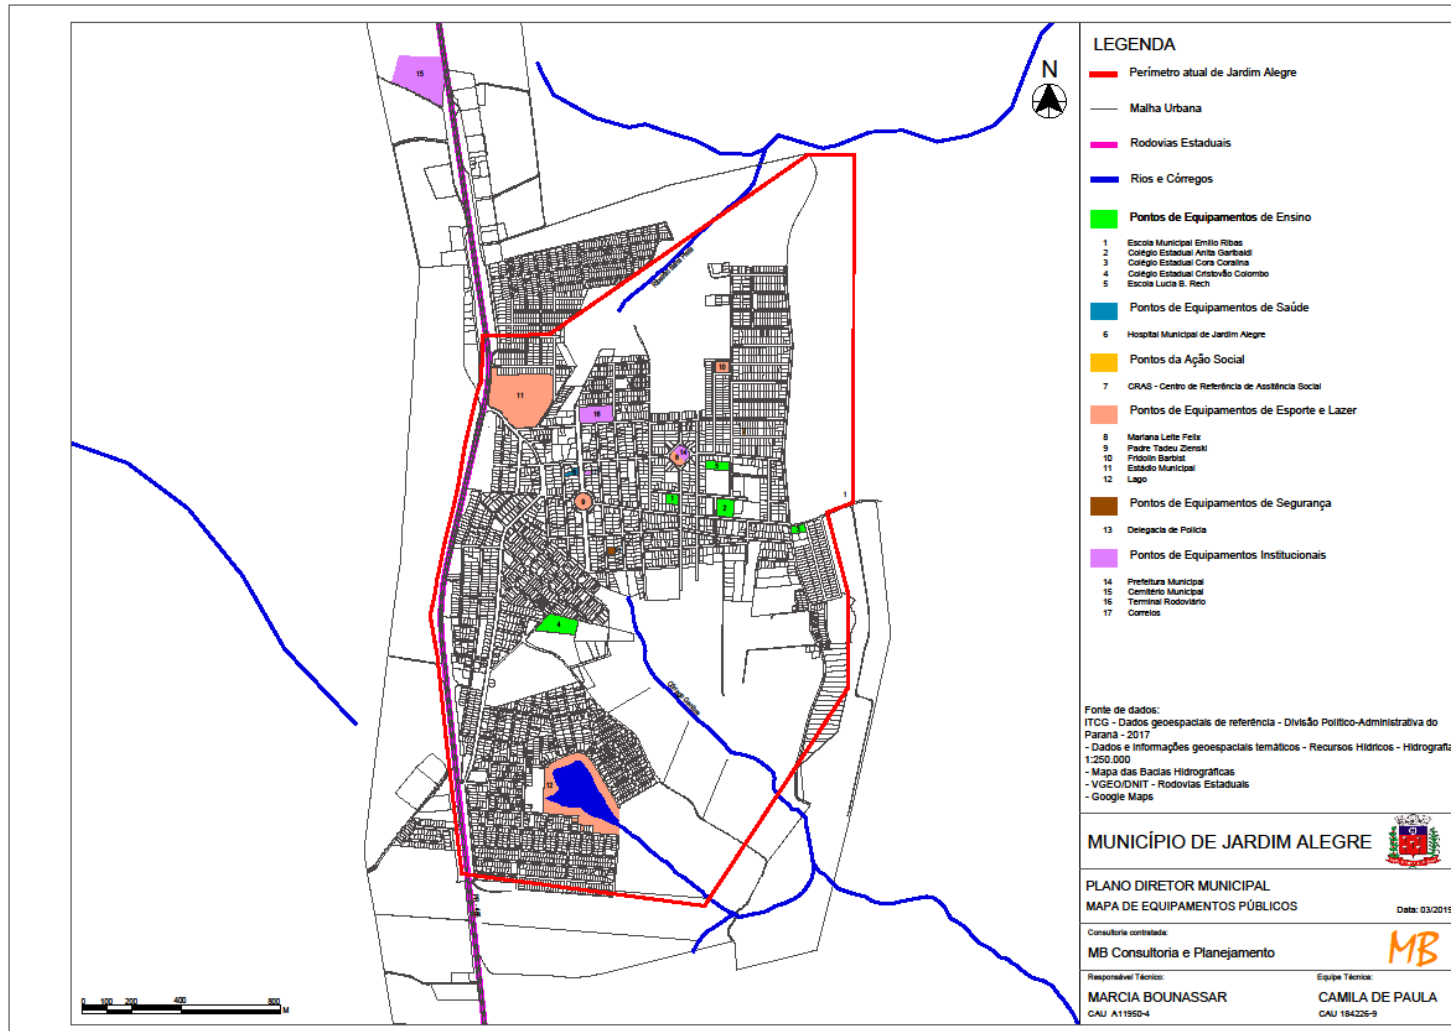 15
N
11
16
10
14
8
5
9
1
2
1
3
4
12
0 100 200 400 800
M
LEGENDA
Perímetro atual de Jardim Alegre
Malha Urbana
Rodovias Estaduais
Rios e Córregos
Pontos de Equipamentos de Ensino
1 Escola Municipal Emilio Ribas
2 Colégio Estadual Anita Garibaldi
3 Colégio Estadual Cora Coralina
4 Colégio Estadual Cristovão Colombo
5 Escola Lucia B. Rech
Pontos de Equipamentos de Saúde
6 Hospital Municipal de Jardim Alegre
Pontos da Ação Social
7 CRAS - Centro de Referência de Assitência Social
Pontos de Equipamentos de Esporte e Lazer
8 Mariana Leite Felix
9 Padre Tadeu Zienski
10 Fridolin Barbist
11 Estádio Municipal
12 Lago
Pontos de Equipamentos de Segurança
13 Delegacia de Polícia
Pontos de Equipamentos Institucionais
14 Prefeitura Municipal
15 Cemitério Municipal
16 Terminal Rodoviário
17 Correios
Fonte de dados:
ITCG - Dados geoespaciais de referência - Divisão Político-Administrativa do
Paraná - 2017
- Dados e informações geoespaciais temáticos - Recursos Hídricos - Hidrografia
1:250.000
- Mapa das Bacias Hidrográficas
- VGEO/DNIT - Rodovias Estaduais
- Google Maps
MUNICÍPIO DE JARDIM ALEGRE
PLANO DIRETOR MUNICIPAL
MAPA DE EQUIPAMENTOS PÚBLICOS
Data: 03/2019
Consultoria contratada:
MB Consultoria e Planejamento
MB
Responsável Técnico:
MARCIA BOUNASSAR
CAU A11950-4
Equipe Técnica:
CAMILA DE PAULA
CAU 184226-9